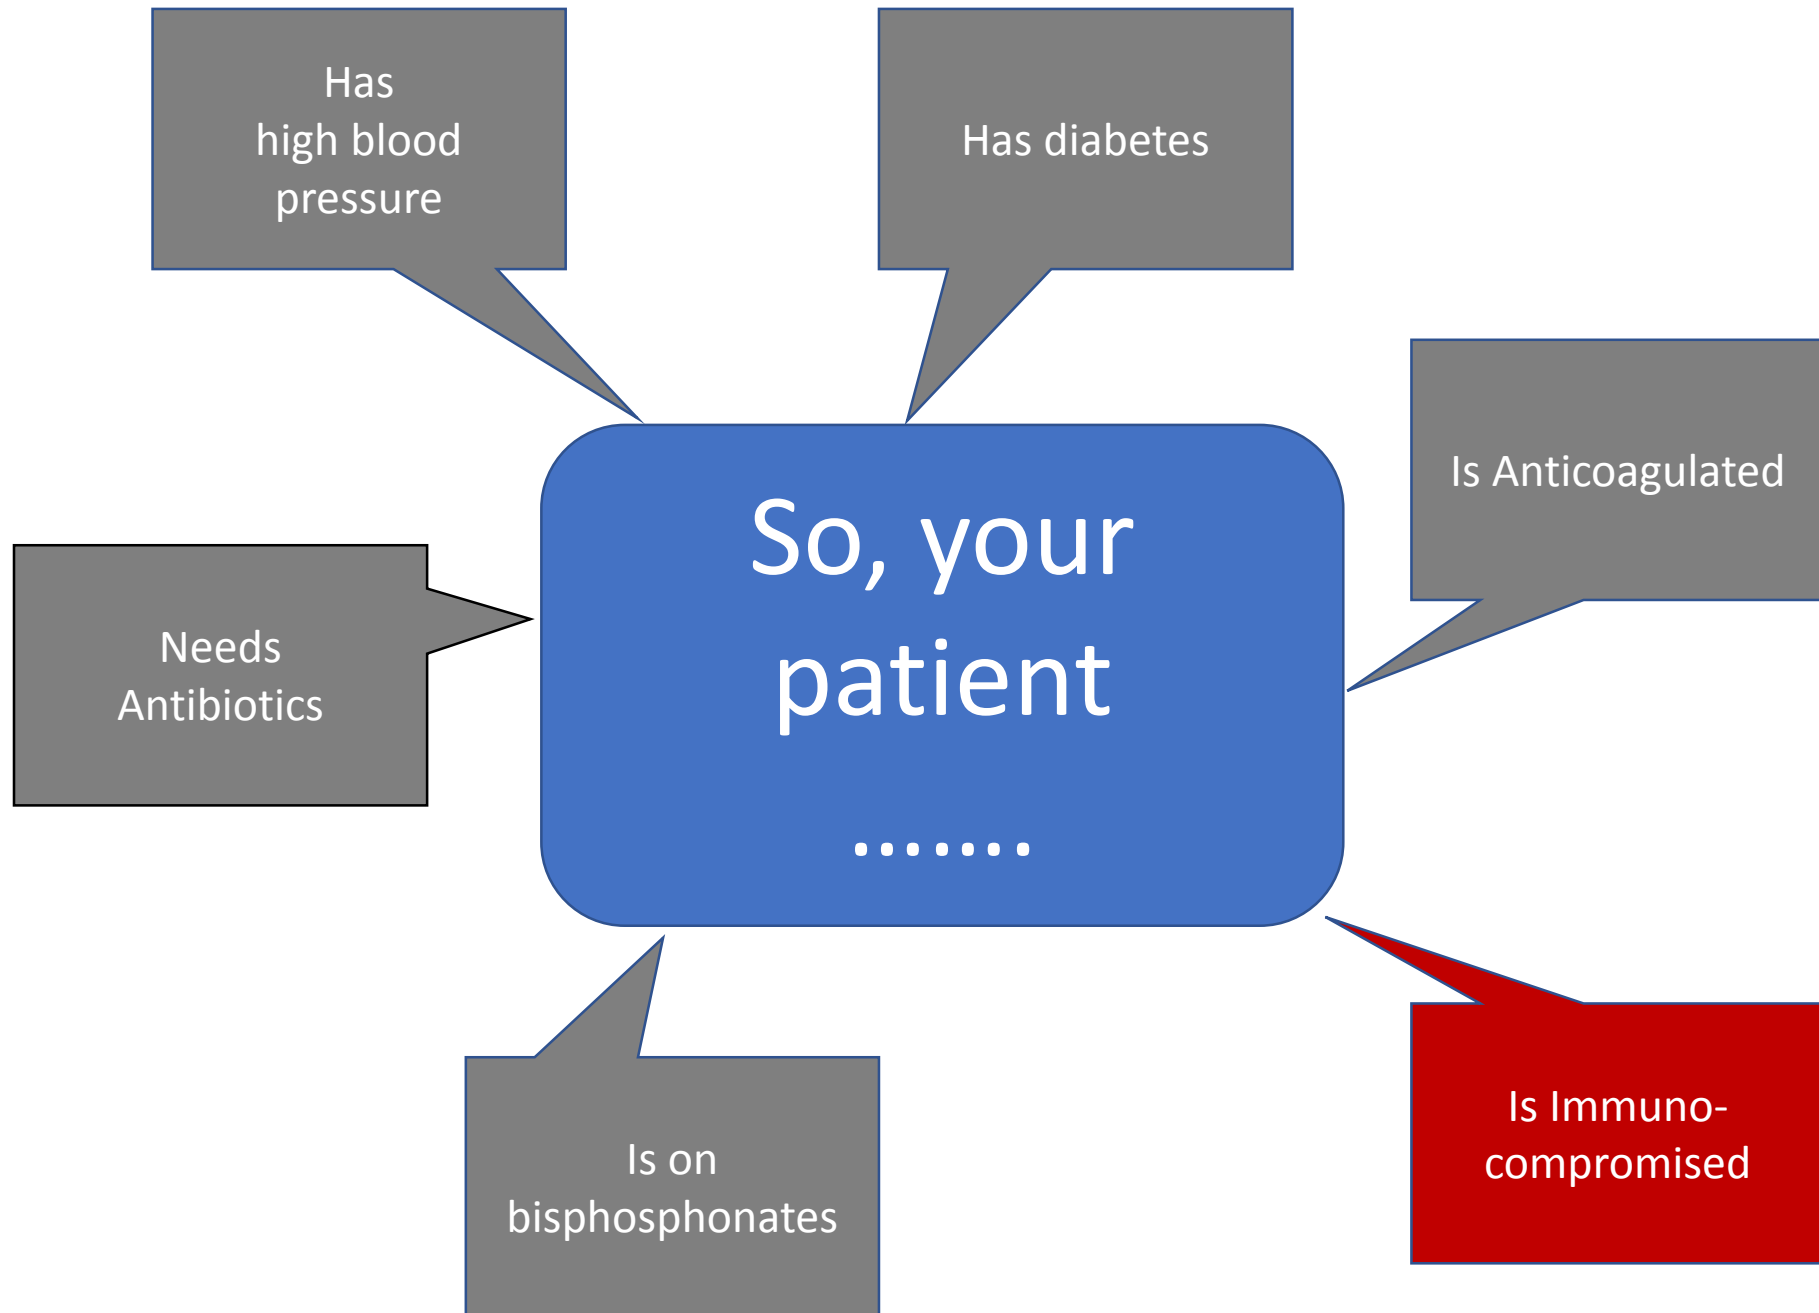 Has
high blood
pressure
Has diabetes
Is Anticoagulated
So, your
patient
.......
Needs
Antibiotics
Is on
bisphosphonates
Is Immuno-
compromised